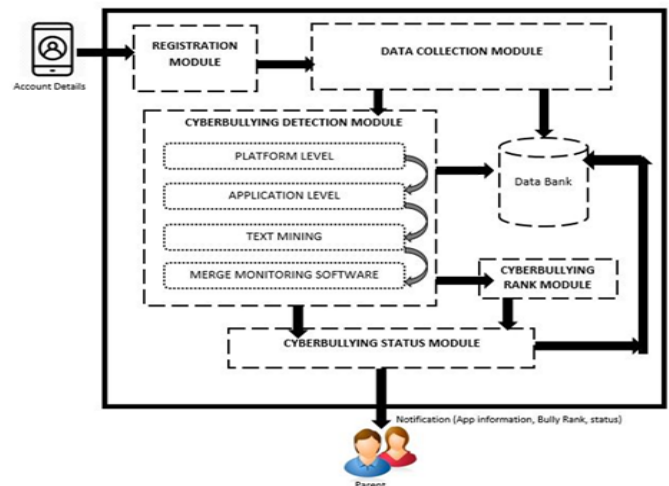 REGISTRATION
MODULE
DATA COLLECTION MODULE
Account Details
CYBERBULLYING DETECTION MODULE
PLATFORM LEVEL
APPLICATION LEVEL
TEXT MINING
MERGE MONITORING SOFTWARE
Data Bank
CYBERBULLYING
RANK MODULE
CYBERBULLYING STATUS MODULE
Notification (App information, Bully Rank, status)
Parent